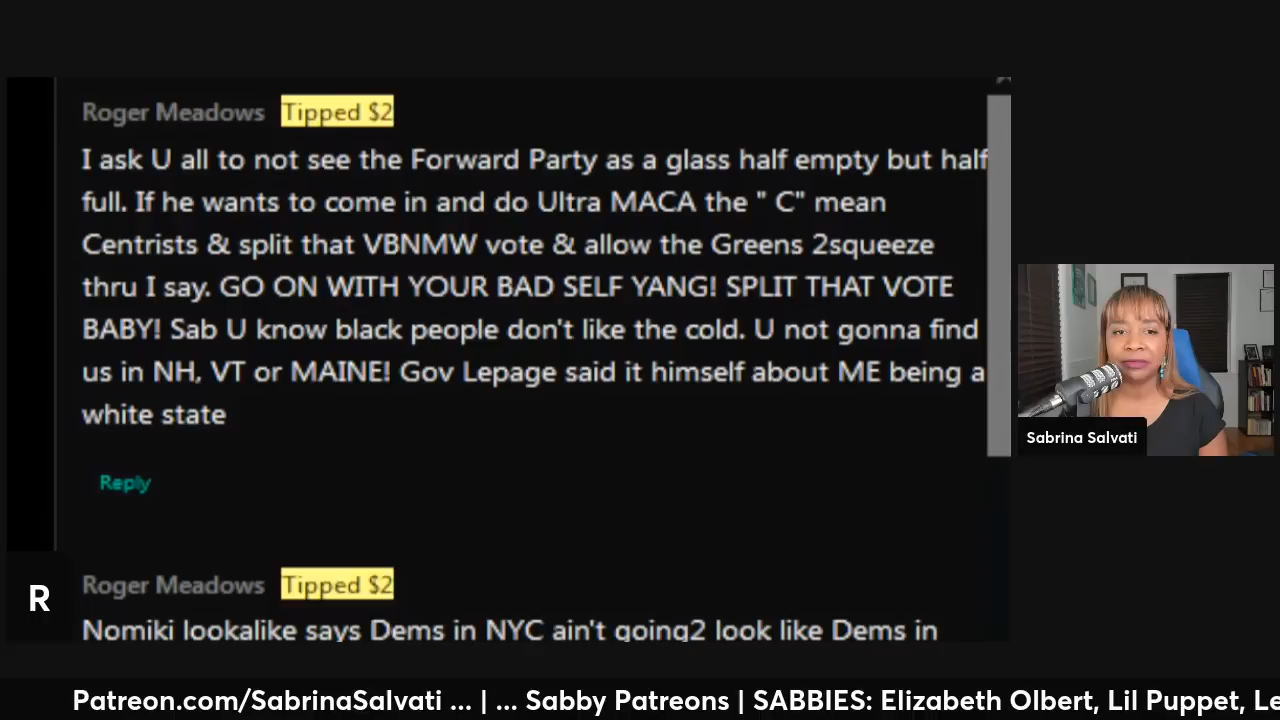 Roger Meadows Tipped $2
I ask U all to not see the Forward Party as a glass half empty but half
full. If he wants to come in and do Ultra MACA the " C" mean
Centrists & split that VBNMW vote & allow the Greens 2squeeze
thru I say. GO ON WITH YOUR BAD SELF YANG! SPLIT THAT VOTE
BABY! Sab U know black people don't like the cold. U not gonna find
us in NH, VT or MAINE! Gov Lepage said it himself about ME being a
white state
Reply
R
Roger Meadows Tipped $2
Nomiki lookalike says Dems in NYC ain't going2 look like Dems in
Sabrina Salvati
Patreon.com/SabrinaSalvati ... | ... Sabby Patreons | SABBIES: Elizabeth Olbert, Lil Puppet, Le